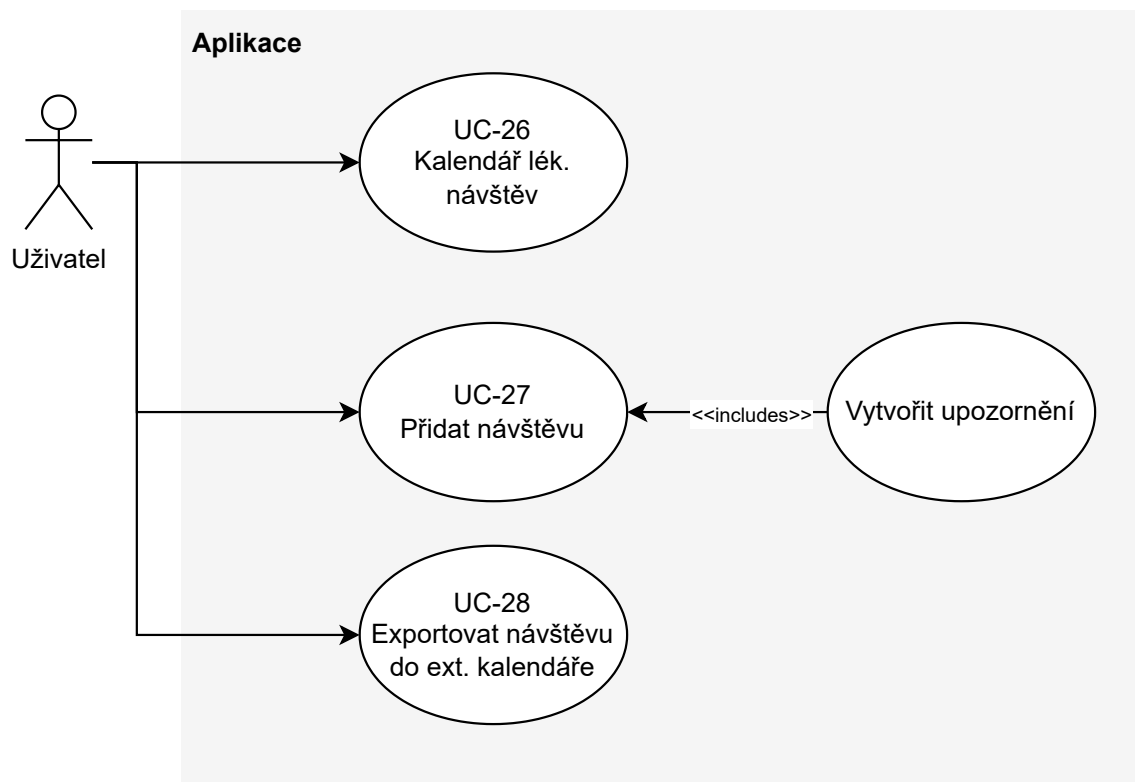 Aplikace
UC-26
Kalendář lék.
návštěv
Uživatel
UC-27
Přidat návštěvu
<<includes>>
Vytvořit upozornění
UC-28
Exportovat návštěvu
do ext. kalendáře